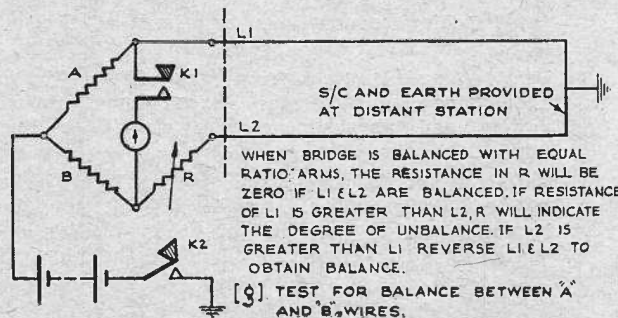 L1
A
K1
S/C AND EARTH PROVIDED
AT DISTANT STATION
L2
B
R
WHEN BRIDGE IS BALANCED WITH EQUAL
RATIO ARMS, THE RESISTANCE IN R WILL BE
ZERO IF L1 & L2 ARE BALANCED. IF RESISTANCE
OF L1 IS GREATER THAN L2, R WILL INDICATE
THE DEGREE OF UNBALANCE. IF L2 IS
GREATER THAN L1 REVERSE L1 & L2 TO
OBTAIN BALANCE.
K2
[g] TEST FOR BALANCE BETWEEN "A"
AND "B" WIRES.